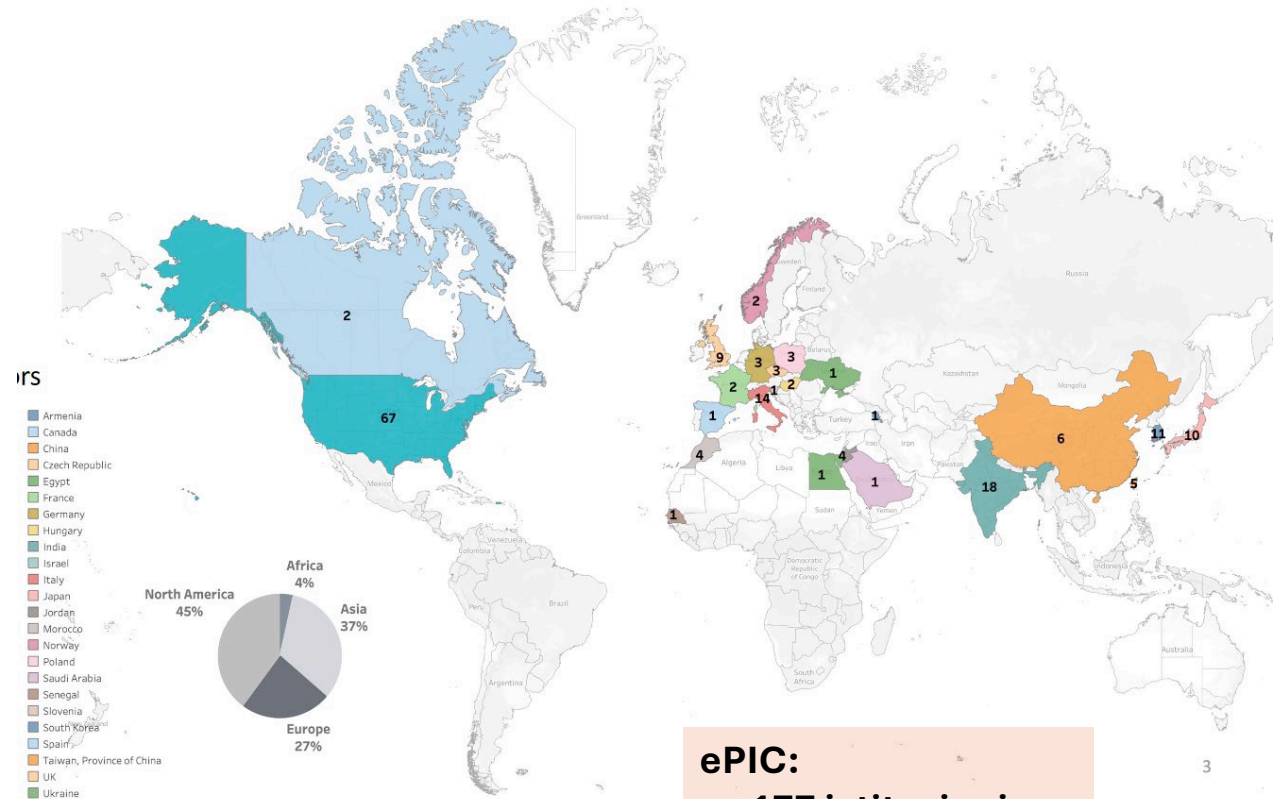 Greenland
Sweden
Finland
Russia
2
2
9
3
3
Belarus
3
2
1
2
14
1
1
Kazakhstan
Mongolia
67
1
Turkey
1
6
11
10
4
Algeria
Libya
4
Iraq
Iran
Pakistan
Mexico
1
1
18
5
1
Sudan
Yemen
Venezuela
Colombia
Democratic
Republic
of Congo
Indonesia
Peru
Brazil
South
Africa
Australia
Argentina
ors
Armenia
Canada
China
Czech Republic
Egypt
France
Germany
Hungary
India
Israel
Italy
Japan
Jordan
Morocco
Norway
Poland
Saudi Arabia
Senegal
Slovenia
South Korea
Spain
Taiwan, Province of China
UK
Ukraine
Africa
4%
North America
45%
Asia
37%
Europe
27%
ePIC:
3